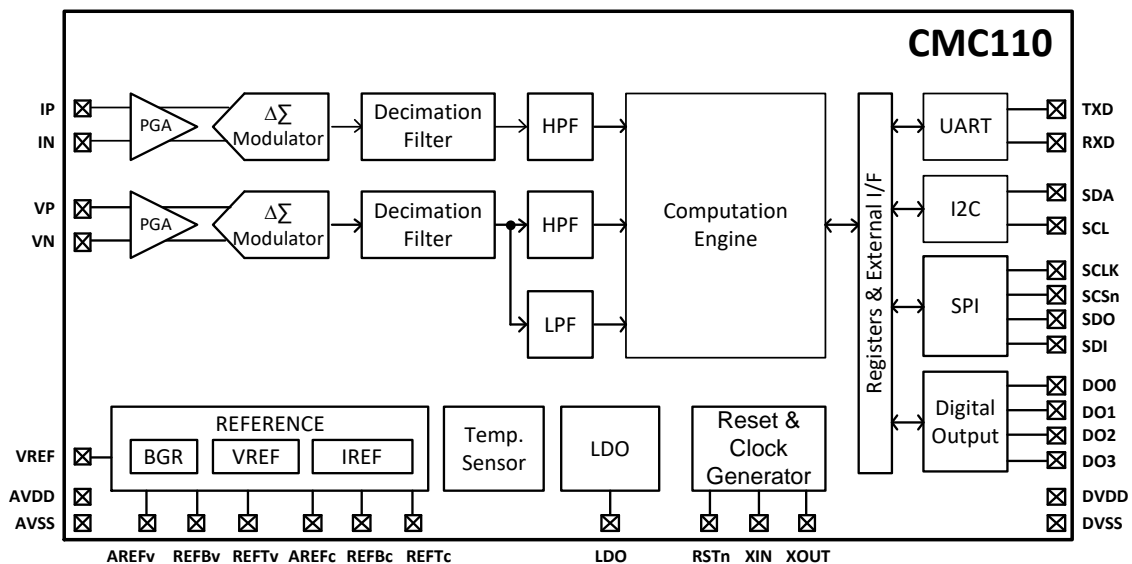 CMC110
IP
IN
PGA
ΔΣ
Modulator
Decimation
Filter
HPF
VP
VN
PGA
ΔΣ
Modulator
Decimation
Filter
HPF
LPF
Computation
Engine
Registers & External I/F
UART
TXD
RXD
I2C
SDA
SCL
SPI
SCLK
SCSn
SDO
SDI
Digital
Output
DO0
DO1
DO2
DO3
REFERENCE
BGR
VREF
IREF
Temp.
Sensor
LDO
Reset &
Clock
Generator
VREF
AVDD
AVSS
DVDD
DVSS
AREFv
REFBv
REFTv
AREFc
REFBc
REFTc
LDO
RSTn
XIN
XOUT